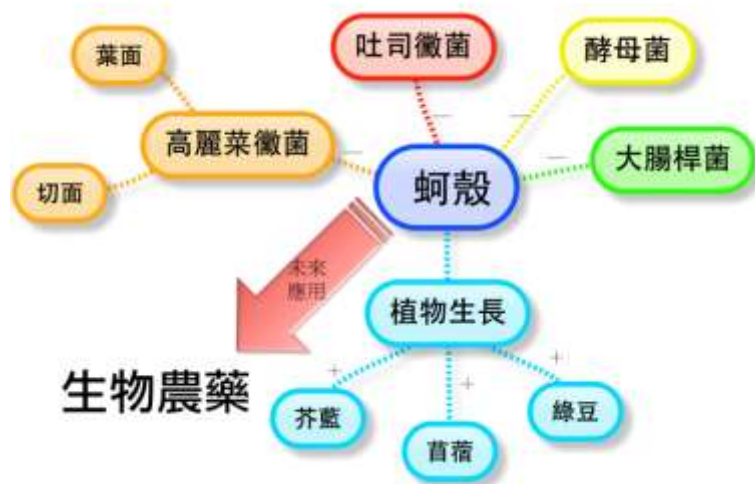 葉面
吐司黴菌
酵母菌
高麗菜黴菌
大腸桿菌
切面
蚵殼
未來
應用
植物生長
生物農藥
芥藍
苜蓿
綠豆
−
−
−
−
+
+
+